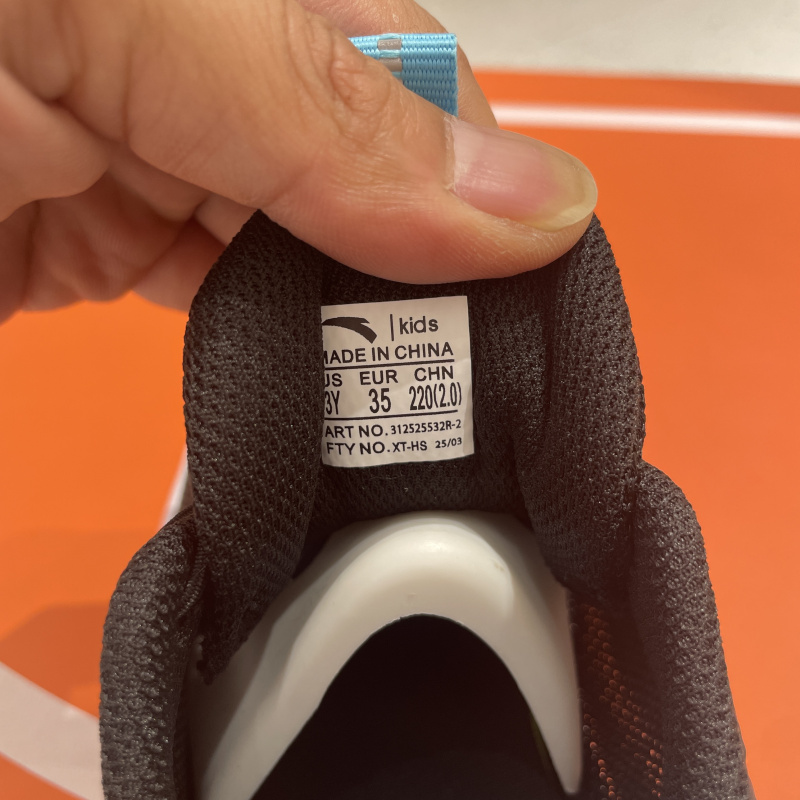 |kids
MADE IN CHINA
US EUR CHN
3Y 35 220(2.0)
ART NO. 312525532R-2
FTY NO. XT-HS 25/03